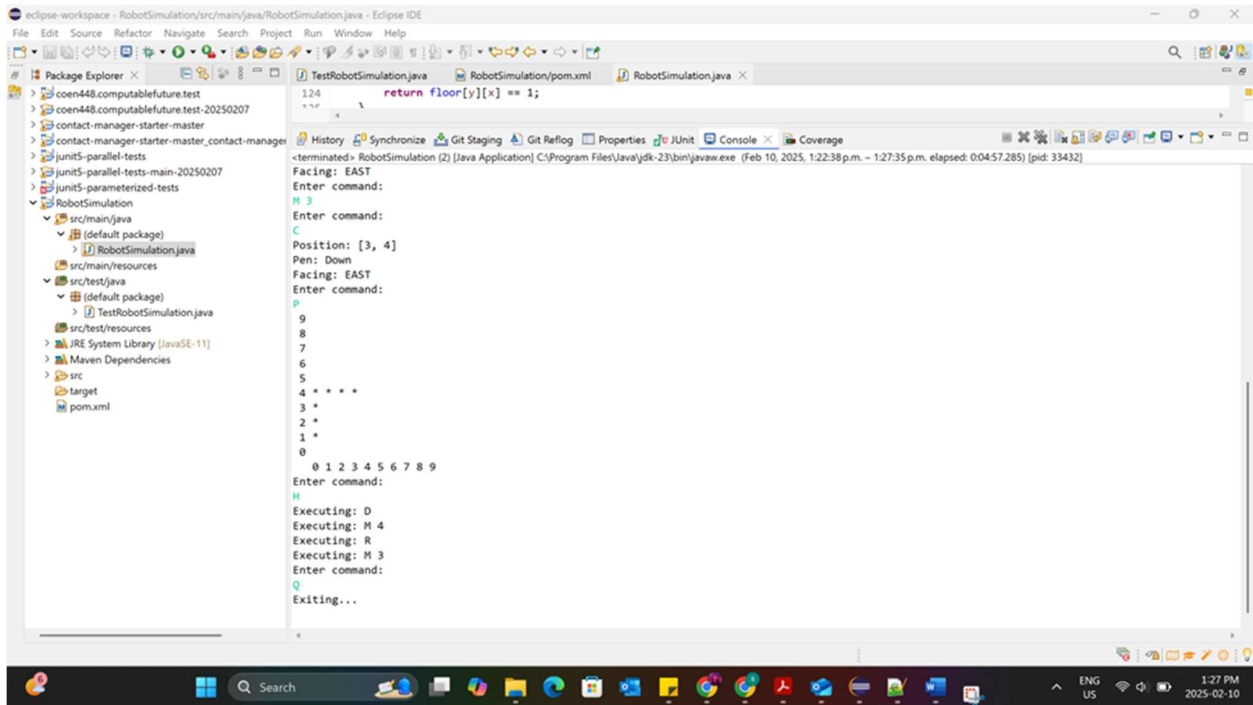 eclipse-workspace - RobotSimulation/src/main/java/RobotSimulation.java - Eclipse IDE
File Edit Source Refactor Navigate Search Project Run Window Help
Package Explorer
coen448.computablefuture.test
coen448.computablefuture.test-20250207
contact-manager-starter-master
contact-manager-starter-master_contact-manager
junit5-parallel-tests
junit5-parallel-tests-main-20250207
junit5-parameterized-tests
RobotSimulation
src/main/java
(default package)
RobotSimulation.java
src/main/resources
src/test/java
(default package)
TestRobotSimulation.java
src/test/resources
JRE System Library [JavaSE-11]
Maven Dependencies
src
target
pom.xml
TestRobotSimulation.java RobotSimulation/pom.xml RobotSimulation.java
124 return floor[y][x] == 1;
History Synchronize Git Staging Git Reflog Properties JUnit Console Coverage
<terminated> RobotSimulation (2) [Java Application] C:\Program Files\Java\jdk-23\bin\javaw.exe (Feb 10, 2025, 1:22:38 p.m. – 1:27:35 p.m. elapsed: 0:04:57.285) [pid: 33432]
Facing: EAST
Enter command:
M 3
Enter command:
C
Position: [3, 4]
Pen: Down
Facing: EAST
Enter command:
P
9
8
7
6
5
4 * * * *
3 *
2 *
1 *
0
0 1 2 3 4 5 6 7 8 9
Enter command:
H
Executing: D
Executing: M 4
Executing: R
Executing: M 3
Enter command:
Q
Exiting...
Search
ENG
US
1:27 PM
2025-02-10